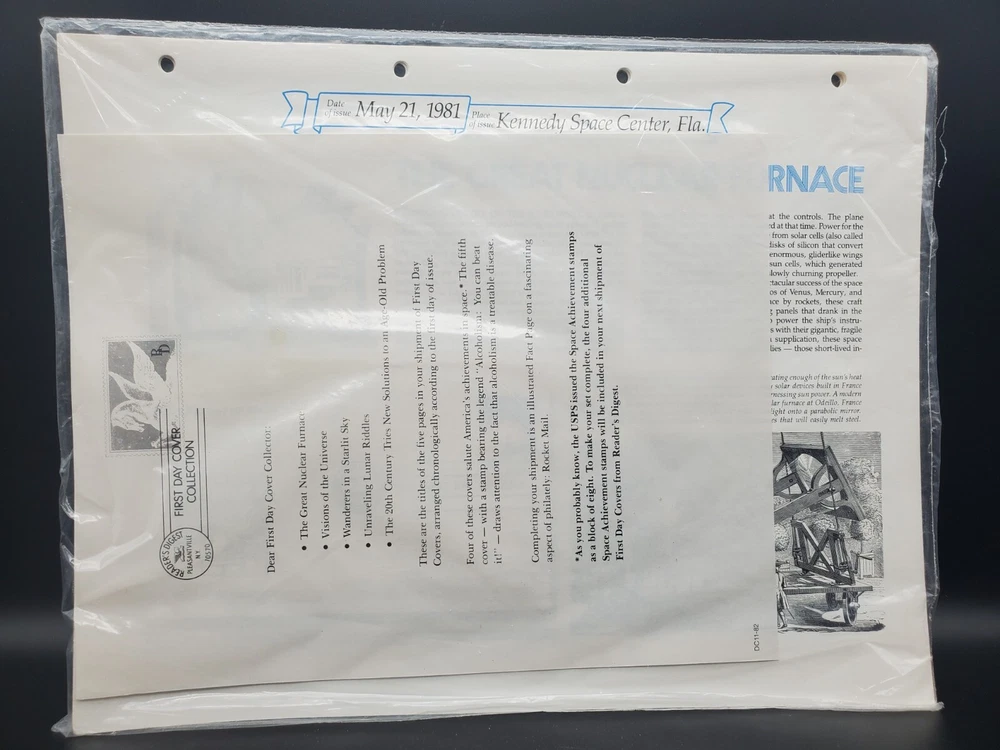 Date of issue May 21, 1981 Place of issue Kennedy Space Center, Fla.
RNACE
at the controls. The plane
d at that time. Power for the
from solar cells (also called
disks of silicon that convert
enormous, gliderlike wings
sun cells, which generated
slowly churning propeller.
tacular success of the space
os of Venus, Mercury, and
ce by rockets, these craft
panels that drank in the
power the ship's instru-
s with their gigantic, fragile
supplication, these space
lies — those short-lived in-
ating enough of the sun's heat
solar devices built in France
rnessing sun power. A modern
lar furnace at Odeillo, France
light onto a parabolic mirror.
es that will easily melt steel.
FIRST DAY COVER
COLLECTION
READER'S DIGEST
PLEASANTVILLE
N.Y.
10570
Dear First Day Cover Collector:
• The Great Nuclear Furnace
• Visions of the Universe
• Wanderers in a Starlit Sky
• Unraveling Lunar Riddles
• The 20th Century Tries New Solutions to an Age-Old Problem
These are the titles of the five pages in your shipment of First Day
Covers, arranged chronologically according to the first day of issue.
Four of these covers salute America's achievements in space.* The fifth
cover — with a stamp bearing the legend "Alcoholism: You can beat
it!" — draws attention to the fact that alcoholism is a treatable disease.
Completing your shipment is an illustrated Fact Page on a fascinating
aspect of philately: Rocket Mail.
*As you probably know, the USPS issued the Space Achievement stamps
as a block of eight. To make your set complete, the four additional
Space Achievement stamps will be included in your next shipment of
First Day Covers from Reader's Digest.
DC11-82